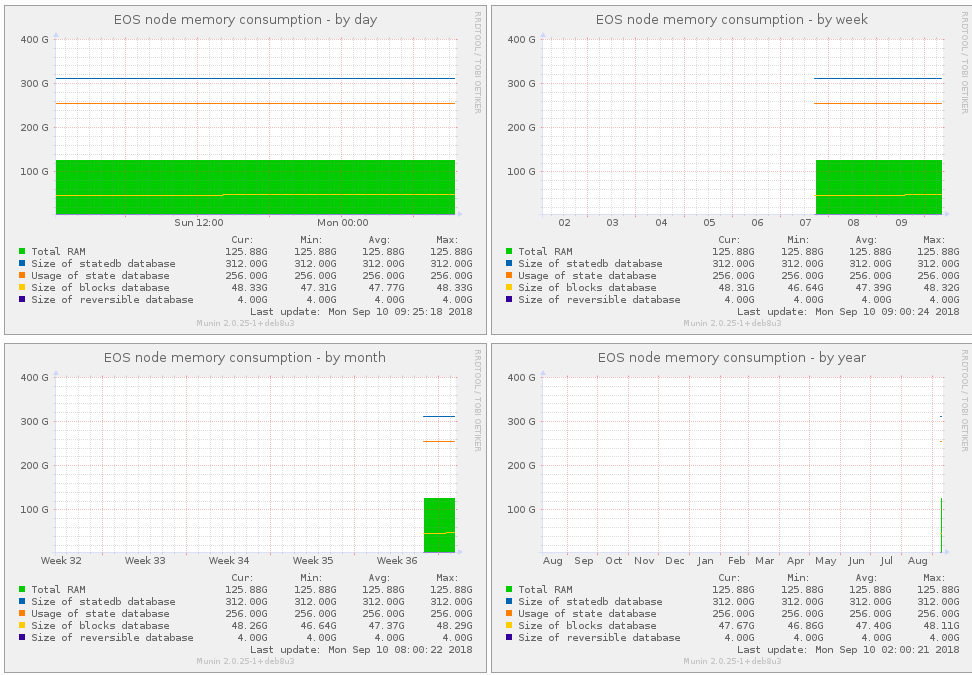 EOS node memory consumption - by day
RRDTOOL / TOBI OETIKER
400 G
300 G
200 G
100 G
Sun 12:00 Mon 00:00
Cur: Min: Avg: Max:
Total RAM 125.88G 125.88G 125.88G 125.88G
Size of statedb database 312.00G 312.00G 312.00G 312.00G
Usage of state database 256.00G 256.00G 256.00G 256.00G
Size of blocks database 48.33G 47.31G 47.77G 48.33G
Size of reversible database 4.00G 4.00G 4.00G 4.00G
Last update: Mon Sep 10 09:25:18 2018
Munin 2.0.25-1+deb8u3
EOS node memory consumption - by week
RRDTOOL / TOBI OETIKER
400 G
300 G
200 G
100 G
02 03 04 05 06 07 08 09
Cur: Min: Avg: Max:
Total RAM 125.88G 125.88G 125.88G 125.88G
Size of statedb database 312.00G 312.00G 312.00G 312.00G
Usage of state database 256.00G 256.00G 256.00G 256.00G
Size of blocks database 48.31G 46.64G 47.39G 48.32G
Size of reversible database 4.00G 4.00G 4.00G 4.00G
Last update: Mon Sep 10 09:00:24 2018
Munin 2.0.25-1+deb8u3
EOS node memory consumption - by month
RRDTOOL / TOBI OETIKER
400 G
300 G
200 G
100 G
Week 32 Week 33 Week 34 Week 35 Week 36
Cur: Min: Avg: Max:
Total RAM 125.88G 125.88G 125.88G 125.88G
Size of statedb database 312.00G 312.00G 312.00G 312.00G
Usage of state database 256.00G 256.00G 256.00G 256.00G
Size of blocks database 48.26G 46.64G 47.37G 48.29G
Size of reversible database 4.00G 4.00G 4.00G 4.00G
Last update: Mon Sep 10 08:00:22 2018
Munin 2.0.25-1+deb8u3
EOS node memory consumption - by year
RRDTOOL / TOBI OETIKER
400 G
300 G
200 G
100 G
Aug Sep Oct Nov Dec Jan Feb Mar Apr May Jun Jul Aug
Cur: Min: Avg: Max:
Total RAM 125.88G 125.88G 125.88G 125.88G
Size of statedb database 312.00G 312.00G 312.00G 312.00G
Usage of state database 256.00G 256.00G 256.00G 256.00G
Size of blocks database 47.67G 46.86G 47.40G 48.11G
Size of reversible database 4.00G 4.00G 4.00G 4.00G
Last update: Mon Sep 10 02:00:21 2018
Munin 2.0.25-1+deb8u3